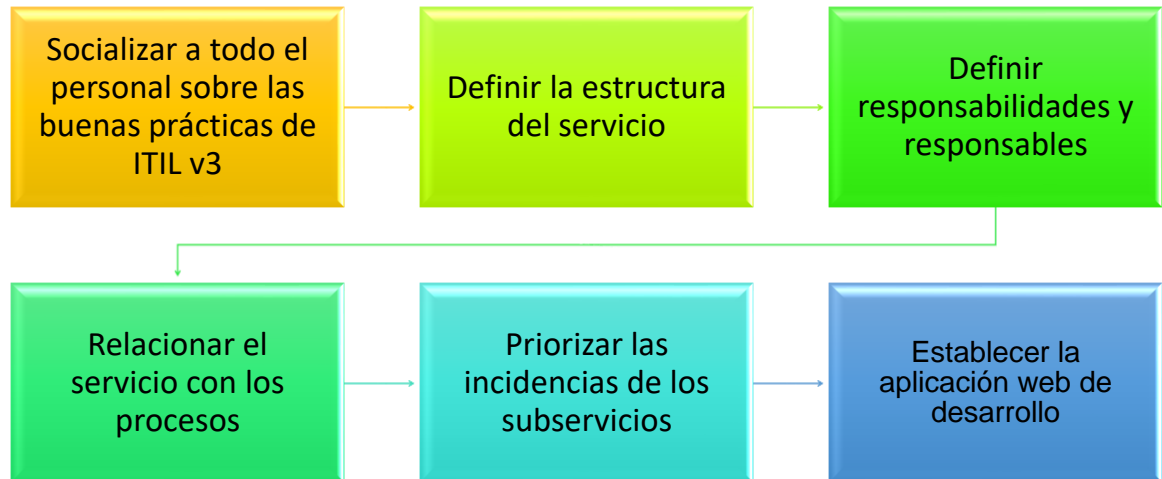 Socializar a todo el
personal sobre las
buenas prácticas de
ITIL v3
Definir la estructura
del servicio
Definir
responsabilidades y
responsables
Relacionar el
servicio con los
procesos
Priorizar las
incidencias de los
subservicios
Establecer la
aplicación web de
desarrollo